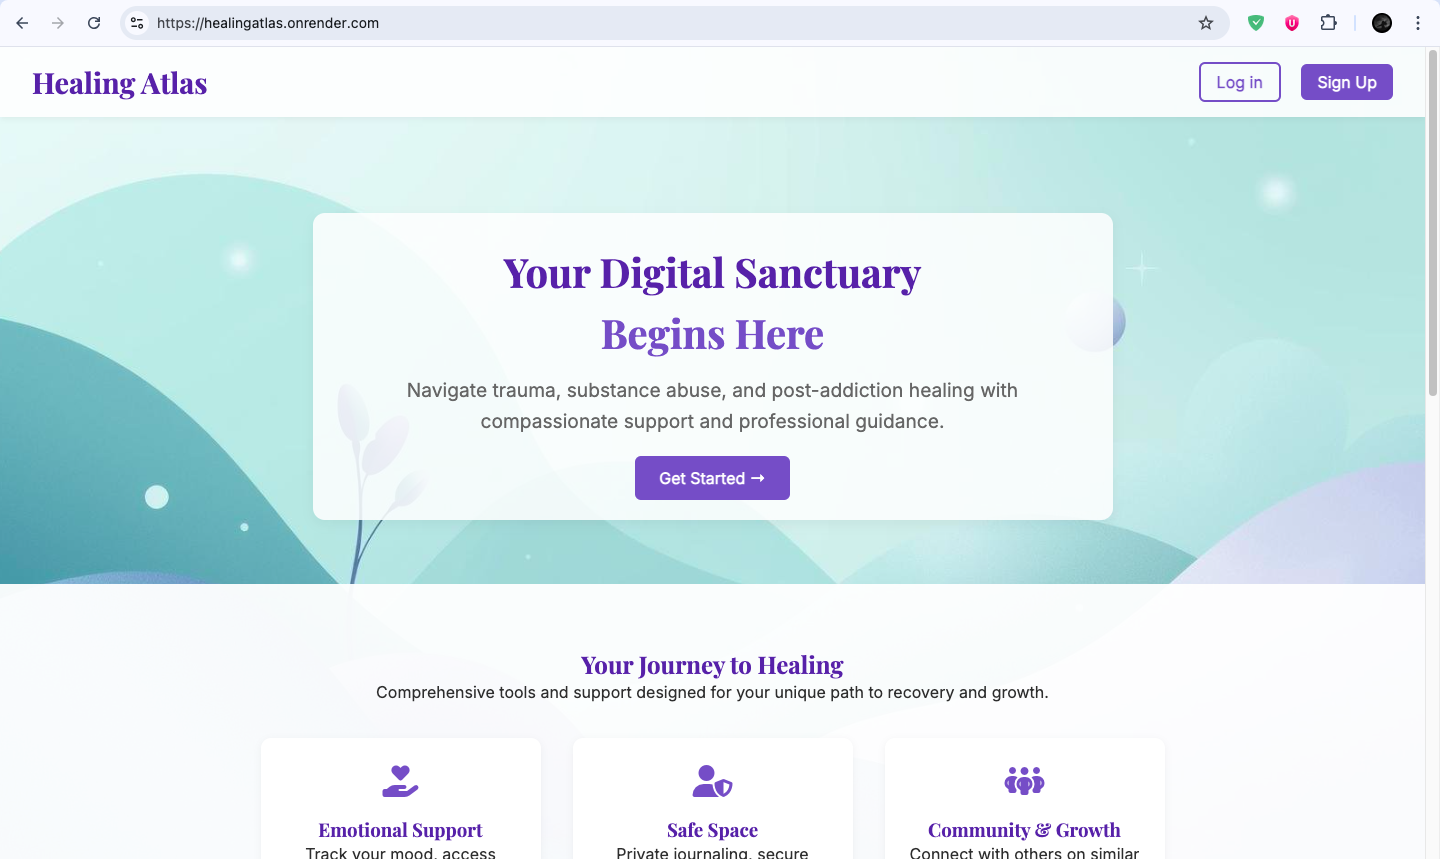 https://healingatlas.onrender.com
Healing Atlas
Log in
Sign Up
Your Digital Sanctuary
Begins Here
Navigate trauma, substance abuse, and post-addiction healing with
compassionate support and professional guidance.
Get Started →
Your Journey to Healing
Comprehensive tools and support designed for your unique path to recovery and growth.
Emotional Support
Track your mood, access
Safe Space
Private journaling, secure
Community & Growth
Connect with others on similar